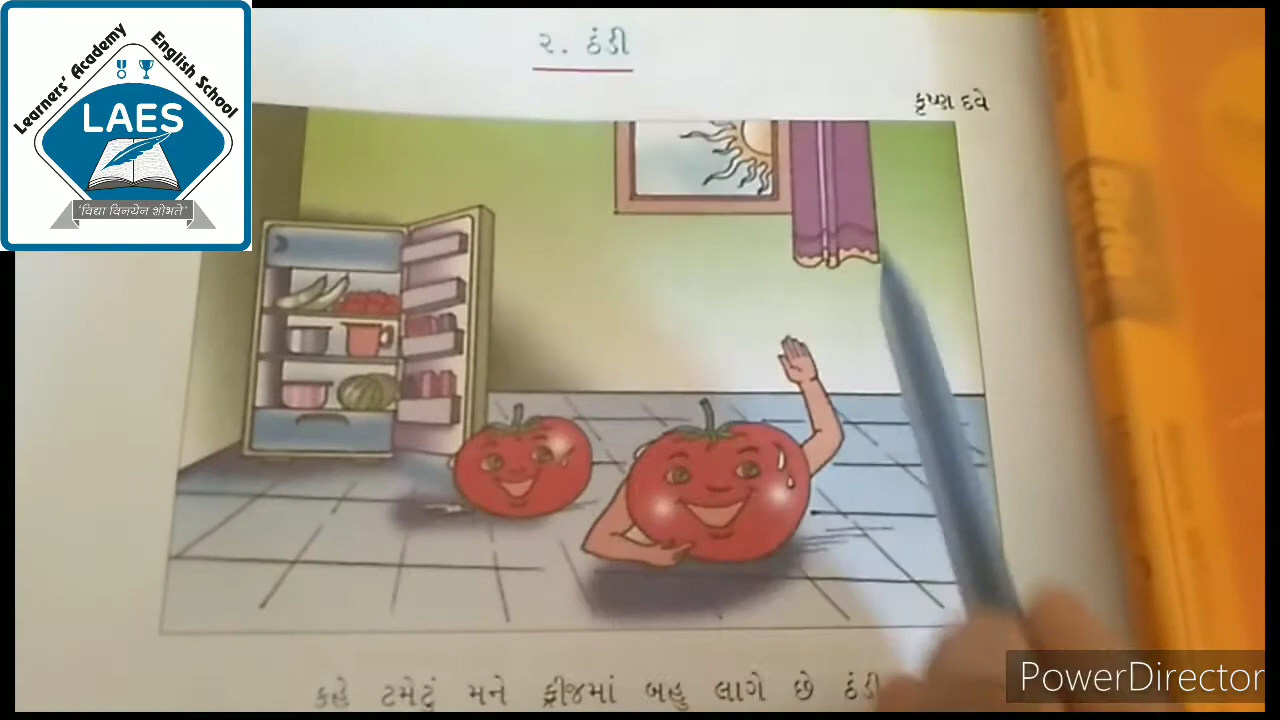 Learners' Academy English School
LAES
'विद्या विनयेन शोभते'
૨. ઠંડી
કૃષ્ણ દવે
કહે ટમેટું મને ફ્રીજમાં બહુ લાગે છે ઠંડી
PowerDirector